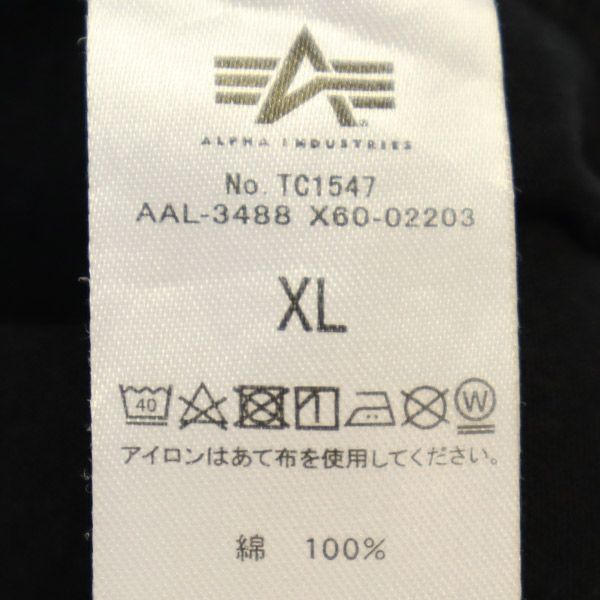 ALPHA INDUSTRIES
No. TC1547
AAL-3488 X60-02203
XL
40 W
アイロンはあて布を使用してください。
綿 100%